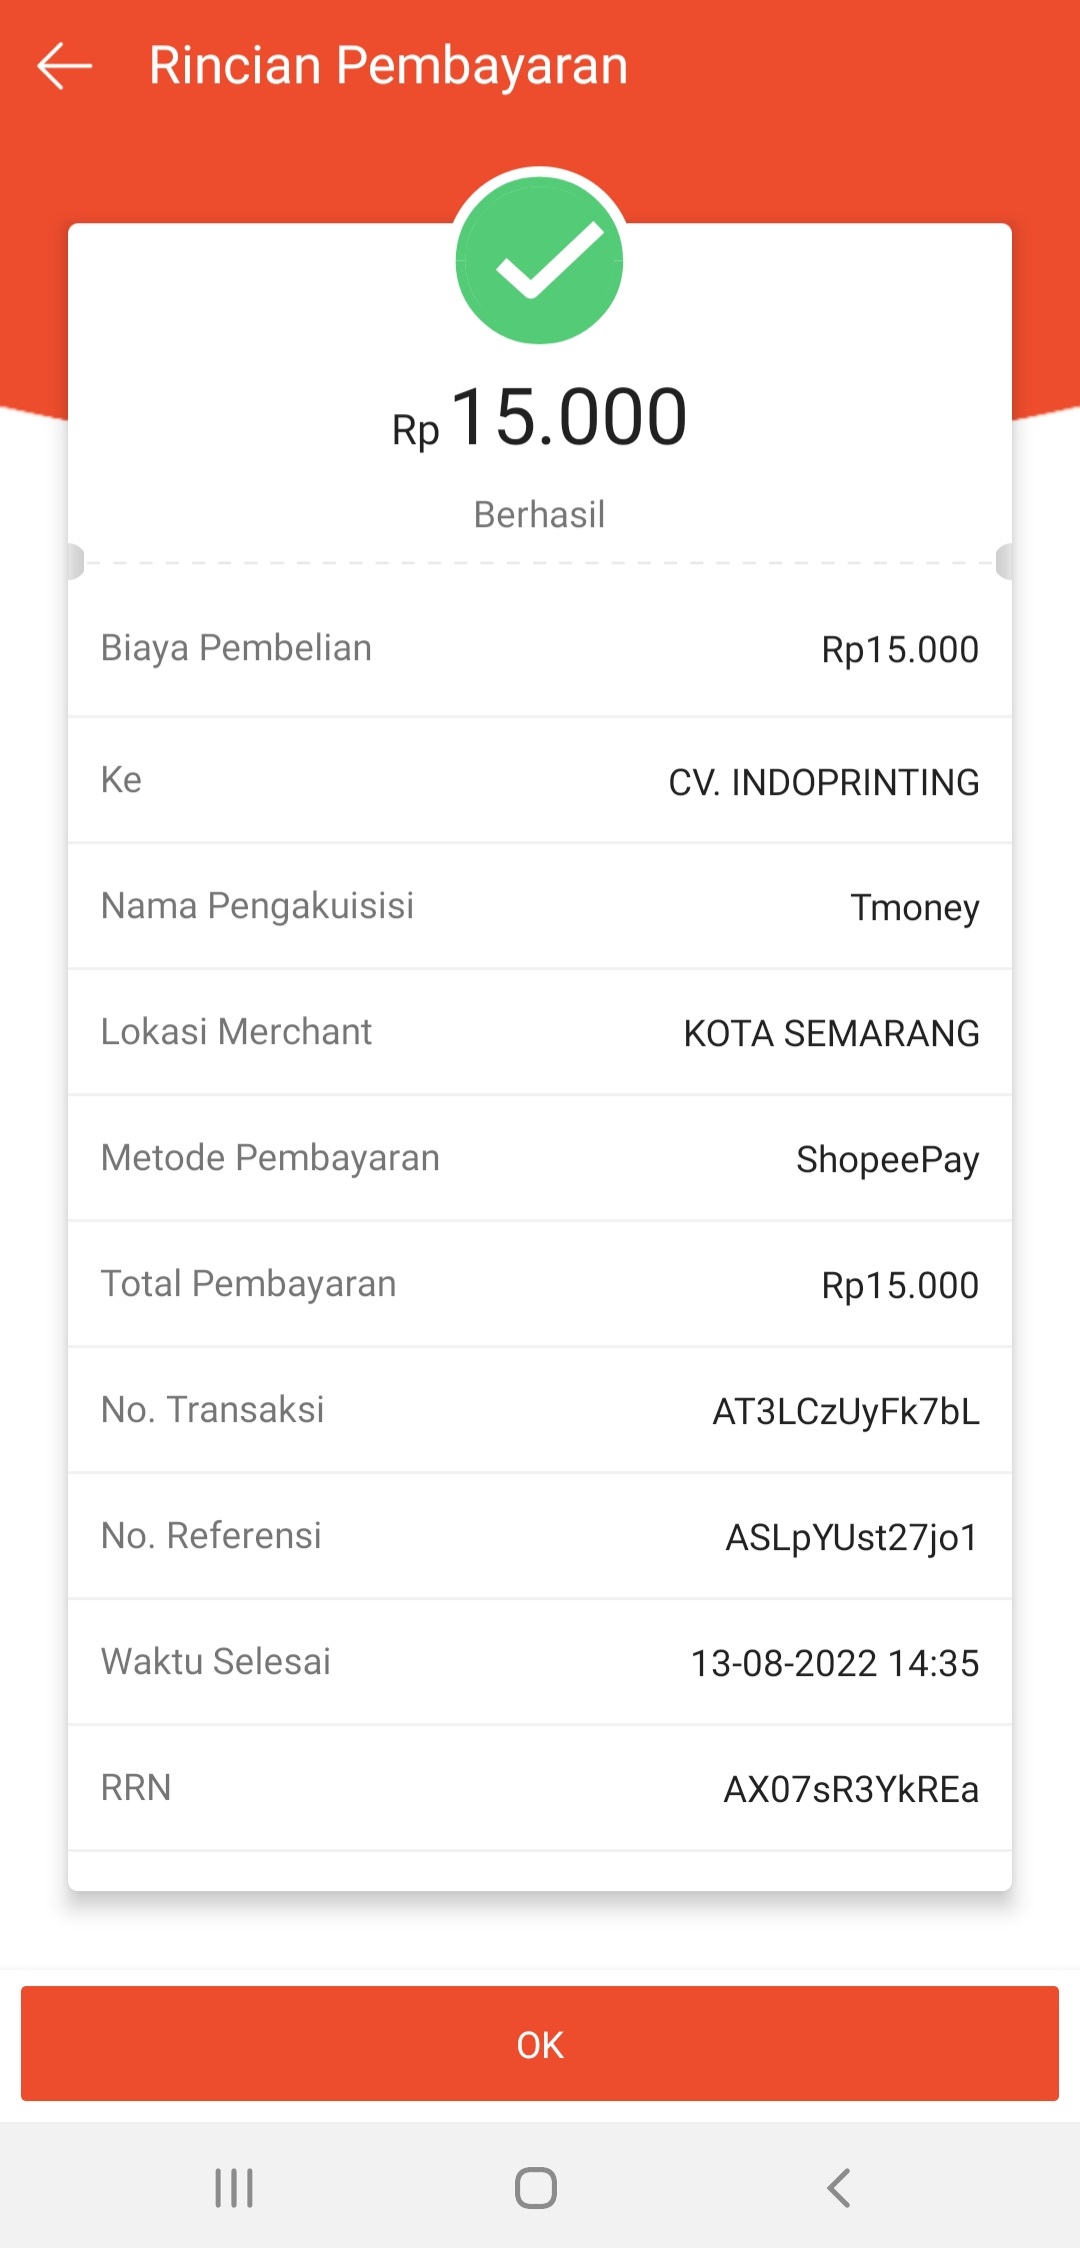 Rincian Pembayaran
Rp 15.000
Berhasil
Biaya Pembelian Rp15.000
Ke CV. INDOPRINTING
Nama Pengakuisisi Tmoney
Lokasi Merchant KOTA SEMARANG
Metode Pembayaran ShopeePay
Total Pembayaran Rp15.000
No. Transaksi AT3LCzUyFk7bL
No. Referensi ASLpYUst27jo1
Waktu Selesai 13-08-2022 14:35
RRN AX07sR3YkREa
OK